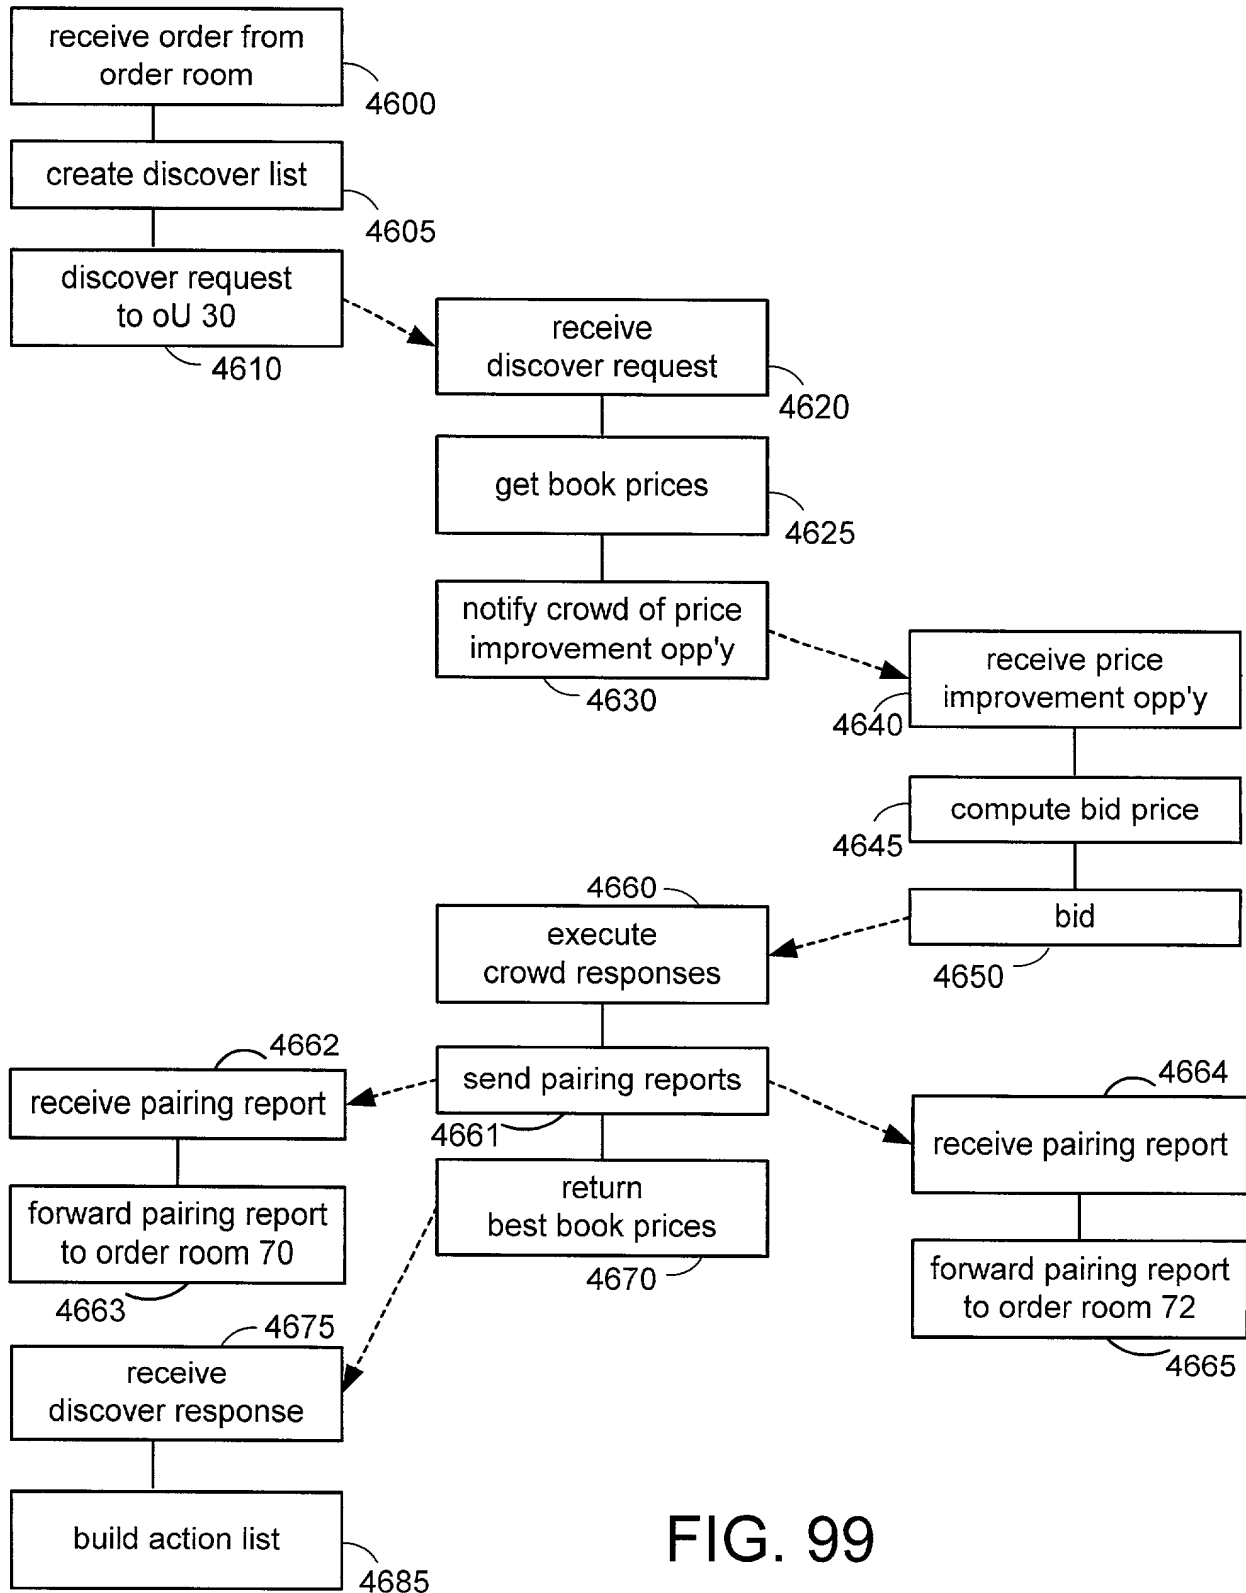 receive order from
order room
4600
create discover list
4605
discover request
to oU 30
4610
receive
discover request
4620
get book prices
4625
notify crowd of price
improvement opp'y
4630
receive price
improvement opp'y
4640
compute bid price
4645
bid
4650
4660
execute
crowd responses
send pairing reports
4661
4662
receive pairing report
forward pairing report
to order room 70
4663
4664
receive pairing report
forward pairing report
to order room 72
4665
return
best book prices
4670
4675
receive
discover response
build action list
4685
FIG. 99